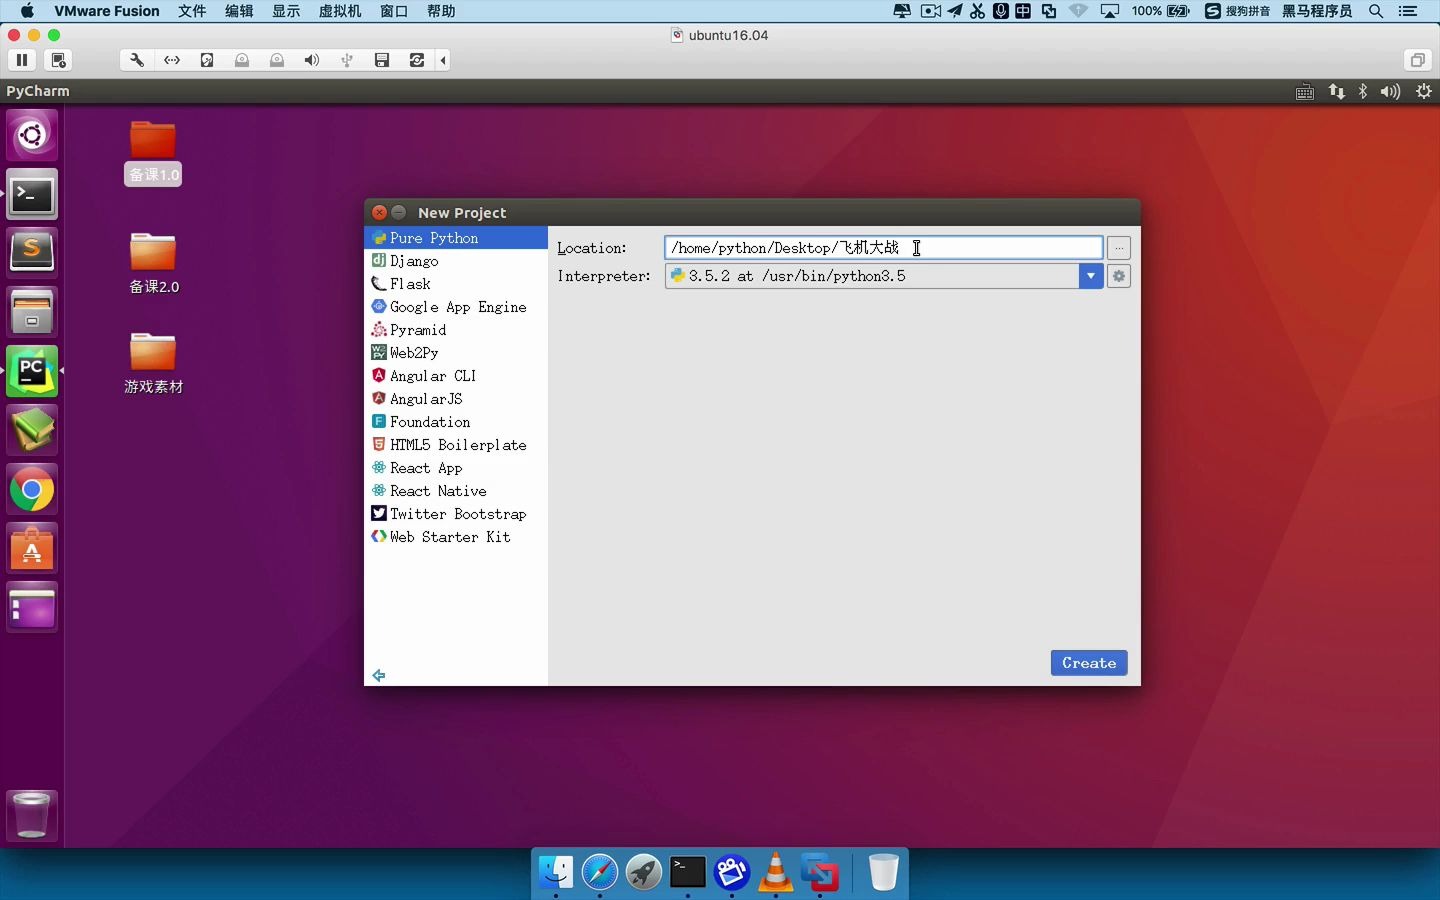 VMware Fusion 文件 编辑 显示 虚拟机 窗口 帮助 中 100% S 搜狗拼音 黑马程序员
ubuntu16.04
PyCharm
备课1.0
备课2.0
游戏素材
New Project
Pure Python
Django
Flask
Google App Engine
Pyramid
Web2Py
Angular CLI
AngularJS
Foundation
HTML5 Boilerplate
React App
React Native
Twitter Bootstrap
Web Starter Kit
Location: /home/python/Desktop/飞机大战 ...
Interpreter: 3.5.2 at /usr/bin/python3.5
Create
S
PC
A